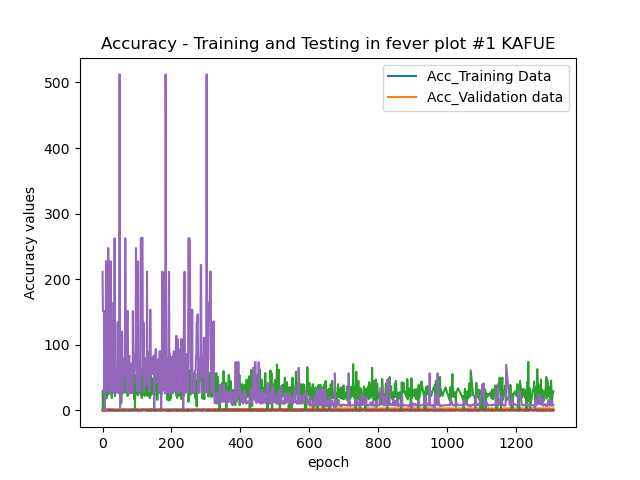 Accuracy - Training and Testing in fever plot #1 KAFUE
Acc_Training Data
Acc_Validation data
Accuracy values
500
400
300
200
100
0
0 200 400 600 800 1000 1200
epoch